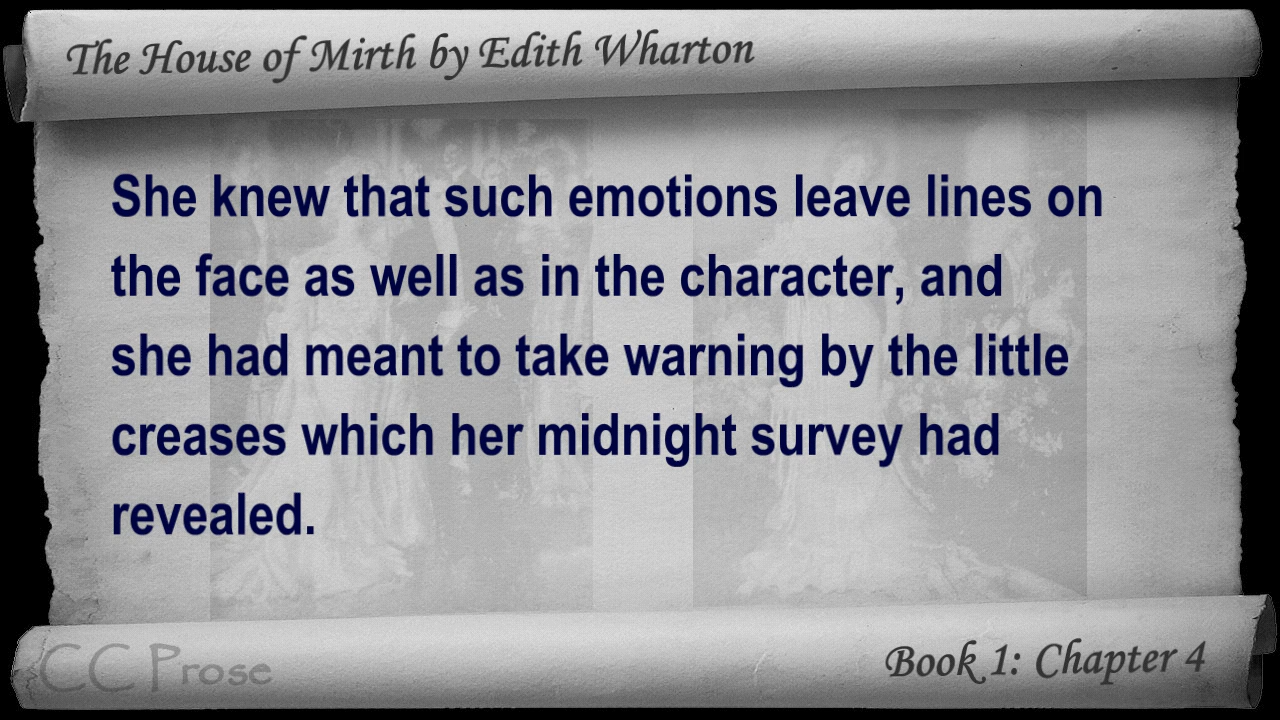 The House of Mirth by Edith Wharton
She knew that such emotions leave lines on
the face as well as in the character, and
she had meant to take warning by the little
creases which her midnight survey had
revealed.
CC Prose
Book 1: Chapter 4